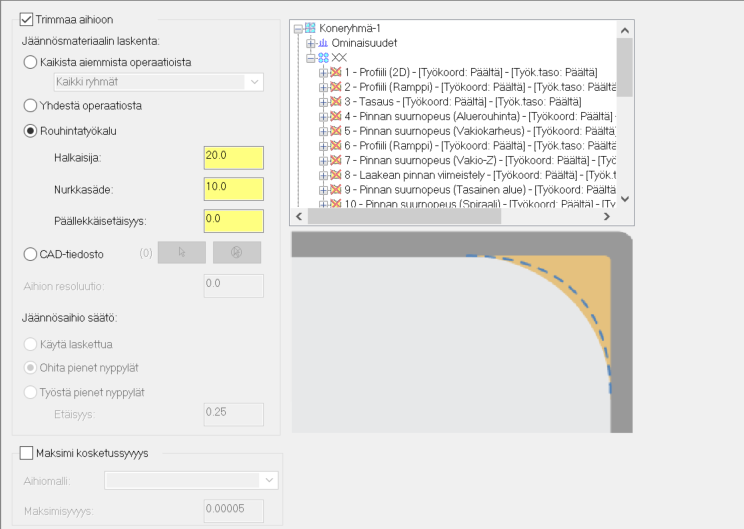 Trimmaa aihioon
Jäännösmateriaalin laskenta:
Kaikista aiemmista operaatioista
Kaikki ryhmät
Yhdestä operaatiosta
Rouhintatyökalu
Halkaisija:
20.0
Nurkkasäde:
10.0
Päällekkäisetäisyys:
0.0
CAD-tiedosto
(0)
Aihion resoluutio:
0.0
Jäännösaihio säätö:
Käytä laskettua
Ohita pienet nyppylät
Työstä pienet nyppylät
Etäisyys:
0.25
Maksimi kosketussyvyys
Aihiomalli:
Maksimisyvyys:
0.00005
Koneryhmä-1
Ominaisuudet
XX
1 - Profiili (2D) - [Työkoord: Päältä] - [Työk.taso: Päältä]
2 - Profiili (Ramppi) - [Työkoord: Päältä] - [Työk.taso: Päältä
3 - Tasaus - [Työkoord: Päältä] - [Työk.taso: Päältä]
4 - Pinnan suurnopeus (Aluerouhinta) - [Työkoord: Päältä] -
5 - Pinnan suurnopeus (Vakiokarheus) - [Työkoord: Päältä
6 - Profiili (Ramppi) - [Työkoord: Päältä] - [Työk.taso: Päältä
7 - Pinnan suurnopeus (Vakio-Z) - [Työkoord: Päältä] - [Työ
8 - Laakean pinnan viimeistely - [Työkoord: Päältä] - [Työk.t
9 - Pinnan suurnopeus (Tasainen alue) - [Työkoord: Päältä
10 - Pinnan suurnopeus (Spiraali) - [Työkoord: Päältä] - [Ty